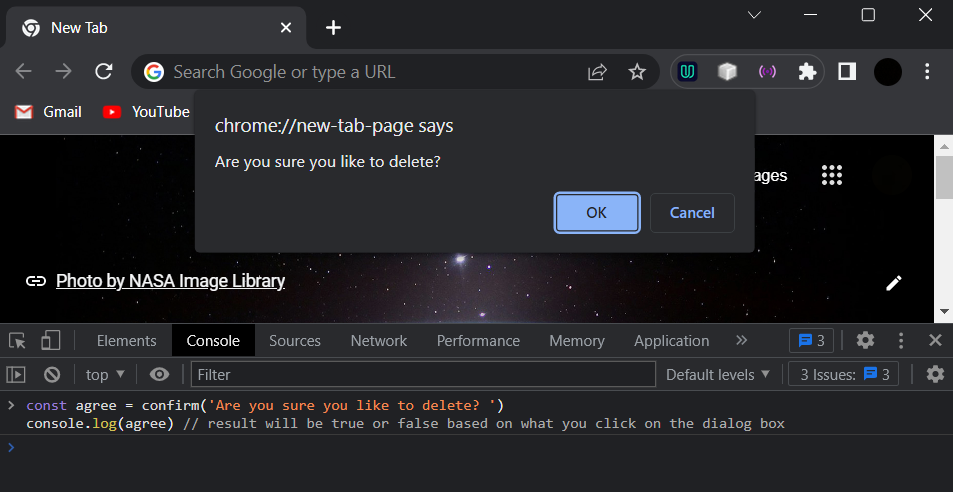 New Tab
Search Google or type a URL
Gmail YouTube
chrome://new-tab-page says
Are you sure you like to delete?
ages
OK Cancel
Photo by NASA Image Library
Elements Console Sources Network Performance Memory Application » 3
top Filter Default levels 3 Issues: 3
const agree = confirm('Are you sure you like to delete? ')
console.log(agree) // result will be true or false based on what you click on the dialog box